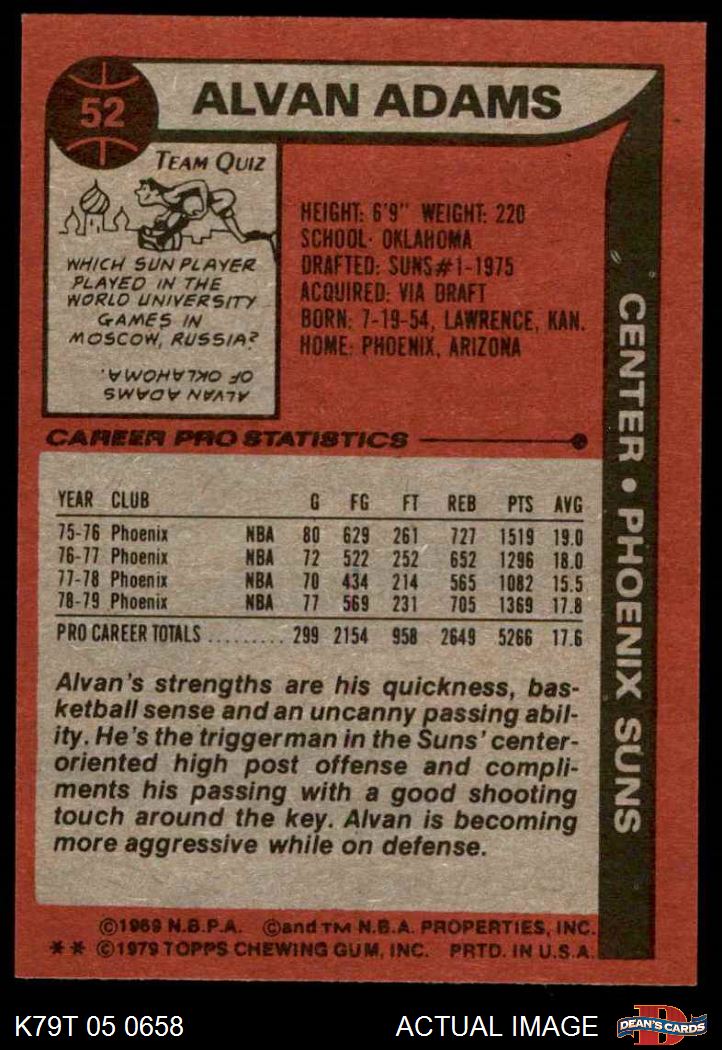 52
ALVAN ADAMS
TEAM QUIZ
WHICH SUN PLAYER
PLAYED IN THE
WORLD UNIVERSITY
GAMES IN
MOSCOW, RUSSIA?
ALVAN ADAMS
OF OKLAHOMA.
HEIGHT: 6'9" WEIGHT: 220
SCHOOL: OKLAHOMA
DRAFTED: SUNS#1-1975
ACQUIRED: VIA DRAFT
BORN: 7-19-54, LAWRENCE, KAN.
HOME: PHOENIX, ARIZONA
CENTER • PHOENIX SUNS
CAREER PRO STATISTICS
YEAR CLUB G FG FT REB PTS AVG
75-76 Phoenix NBA 80 629 261 727 1519 19.0
76-77 Phoenix NBA 72 522 252 652 1296 18.0
77-78 Phoenix NBA 70 434 214 565 1082 15.5
78-79 Phoenix NBA 77 569 231 705 1369 17.8
PRO CAREER TOTALS ......... 299 2154 958 2649 5266 17.6
Alvan's strengths are his quickness, bas-
ketball sense and an uncanny passing abil-
ity. He's the triggerman in the Suns' center-
oriented high post offense and compli-
ments his passing with a good shooting
touch around the key. Alvan is becoming
more aggressive while on defense.
©1969 N.B.P.A. ©and TM N.B.A. PROPERTIES, INC.
** ©1979 TOPPS CHEWING GUM, INC. PRTD. IN U.S.A.
K79T 05 0658
ACTUAL IMAGE
D
DEAN'S CARDS